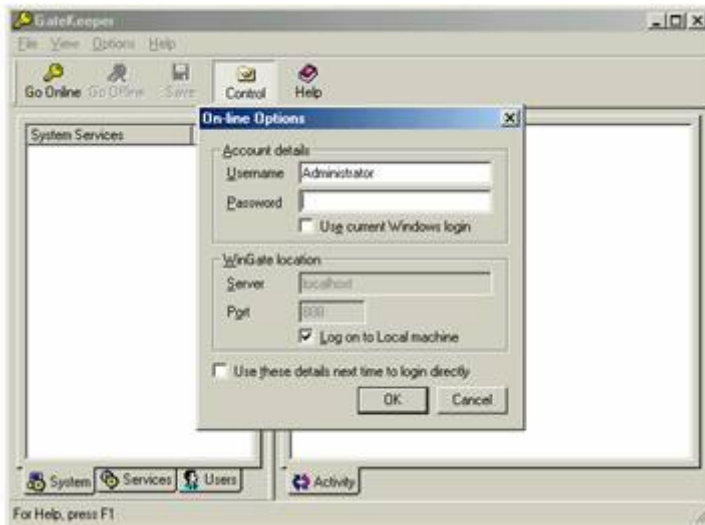 GateKeeper
File View Options Help
Go Online Go Offline Save Control Help
System Services
On-line Options
Account details
Username Administrator
Password
Use current Windows login
WinGate location
Server localhost
Port 808
Log on to Local machine
Use these details next time to login directly
OK Cancel
System Services Users
Activity
For Help, press F1